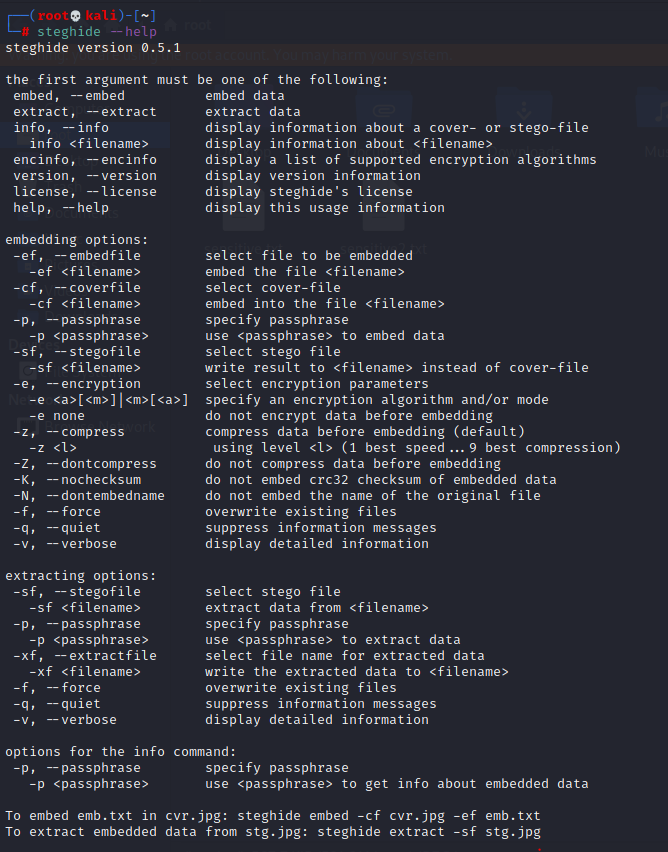 ┌──(root💀kali)-[~]
└─# steghide --help
steghide version 0.5.1

the first argument must be one of the following:
 embed, --embed          embed data
 extract, --extract      extract data
 info, --info            display information about a cover- or stego-file
   info <filename>       display information about <filename>
 encinfo, --encinfo      display a list of supported encryption algorithms
 version, --version      display version information
 license, --license      display steghide's license
 help, --help            display this usage information

embedding options:
 -ef, --embedfile        select file to be embedded
   -ef <filename>        embed the file <filename>
 -cf, --coverfile        select cover-file
   -cf <filename>        embed into the file <filename>
 -p, --passphrase        specify passphrase
   -p <passphrase>       use <passphrase> to embed data
 -sf, --stegofile        select stego file
   -sf <filename>        write result to <filename> instead of cover-file
 -e, --encryption        select encryption parameters
   -e <a>[<m>]|<m>[<a>]  specify an encryption algorithm and/or mode
   -e none               do not encrypt data before embedding
 -z, --compress          compress data before embedding (default)
   -z <l>                 using level <l> (1 best speed...9 best compression)
 -Z, --dontcompress      do not compress data before embedding
 -K, --nochecksum        do not embed crc32 checksum of embedded data
 -N, --dontembedname     do not embed the name of the original file
 -f, --force             overwrite existing files
 -q, --quiet             suppress information messages
 -v, --verbose           display detailed information

extracting options:
 -sf, --stegofile        select stego file
   -sf <filename>        extract data from <filename>
 -p, --passphrase        specify passphrase
   -p <passphrase>       use <passphrase> to extract data
 -xf, --extractfile      select file name for extracted data
   -xf <filename>        write the extracted data to <filename>
 -f, --force             overwrite existing files
 -q, --quiet             suppress information messages
 -v, --verbose           display detailed information

options for the info command:
 -p, --passphrase        specify passphrase
   -p <passphrase>       use <passphrase> to get info about embedded data

To embed emb.txt in cvr.jpg: steghide embed -cf cvr.jpg -ef emb.txt
To extract embedded data from stg.jpg: steghide extract -sf stg.jpg